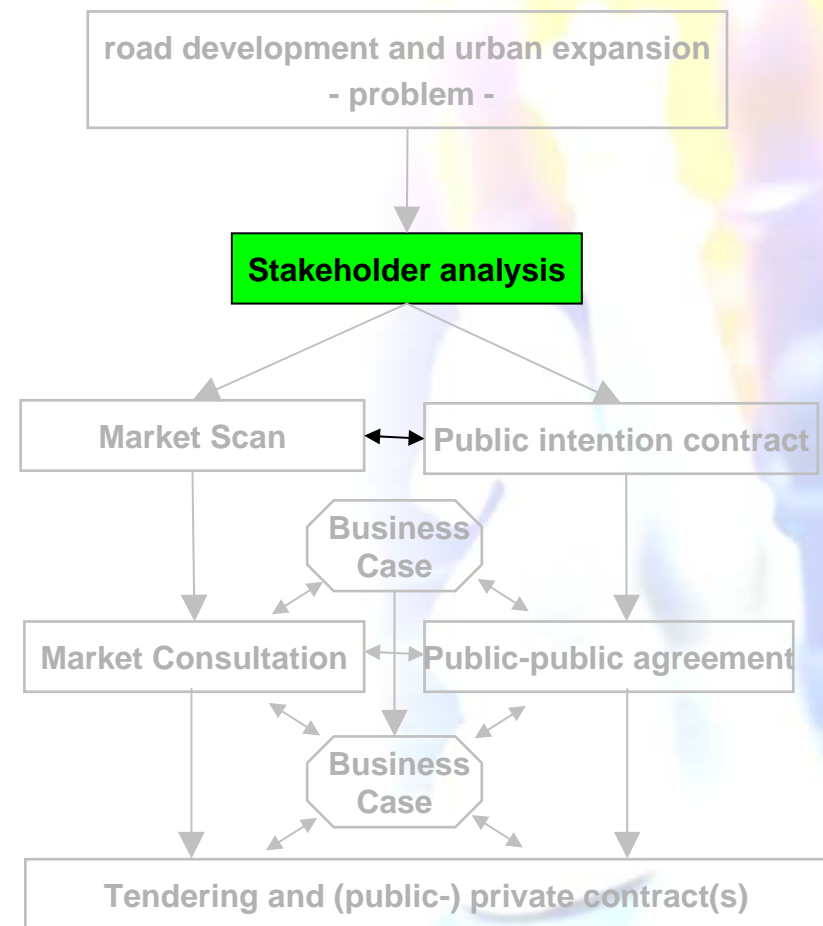 road development and urban expansion
- problem -
Stakeholder analysis
Market Scan
Public intention contract
Business
Case
Market Consultation
Public-public agreement
Business
Case
Tendering and (public-) private contract(s)